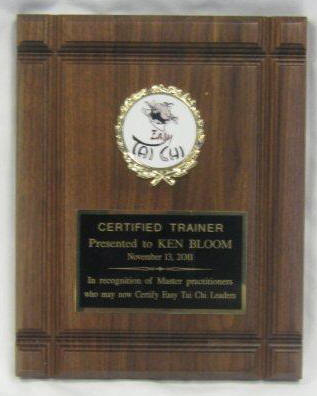 EASY
TAI CHI
CERTIFIED TRAINER
Presented to KEN BLOOM
November 13, 2011
In recognition of Master practitioners
who may now Certify Easy Tai Chi Leaders